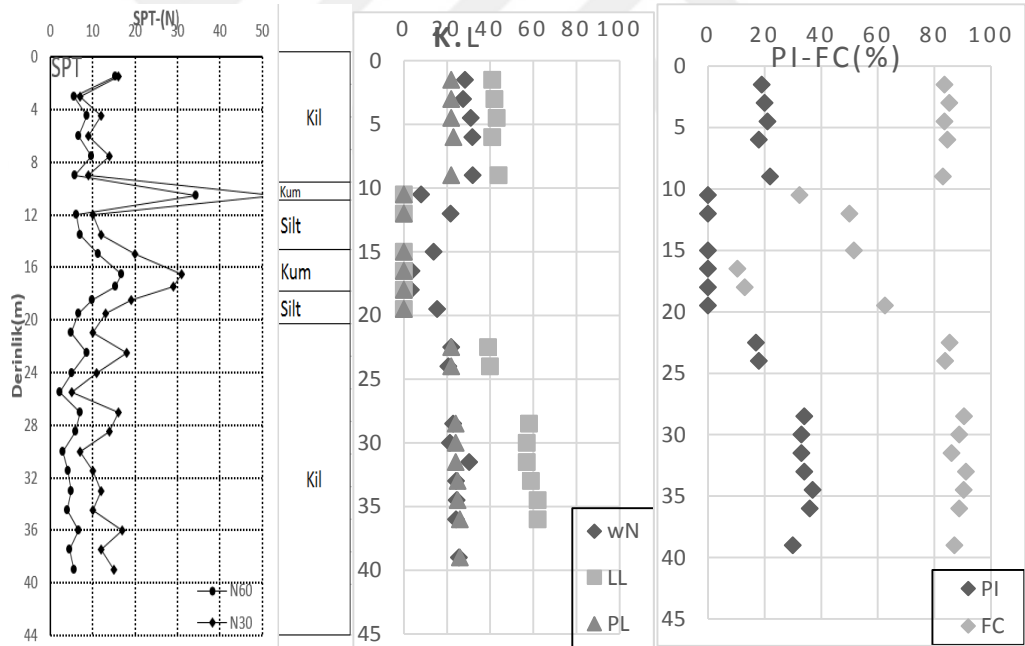 SPT-(N)
0 10 20 30 40 50
SPT
Derinlik(m)
0
4
8
12
16
20
24
28
32
36
40
44
N60
N30
Kil
Kum
Silt
Kum
Silt
Kil
0 20 40 60 80 100
K.L
0
5
10
15
20
25
30
35
40
45
wN
LL
PL
0 20 40 60 80 100
PI-FC(%)
0
5
10
15
20
25
30
35
40
45
PI
FC